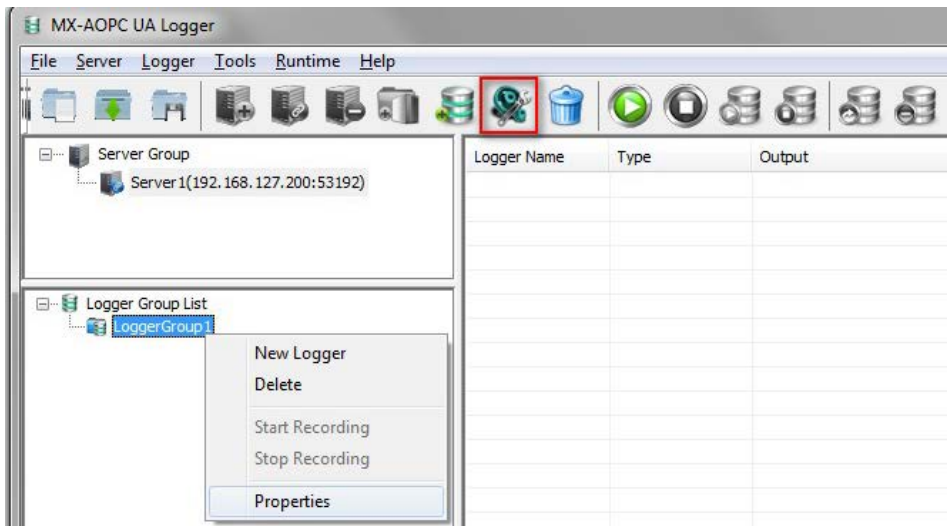 MX-AOPC UA Logger
File Server Logger Tools Runtime Help
Server Group
Server1(192.168.127.200:53192)
Logger Name Type Output
Logger Group List
LoggerGroup1
New Logger
Delete
Start Recording
Stop Recording
Properties